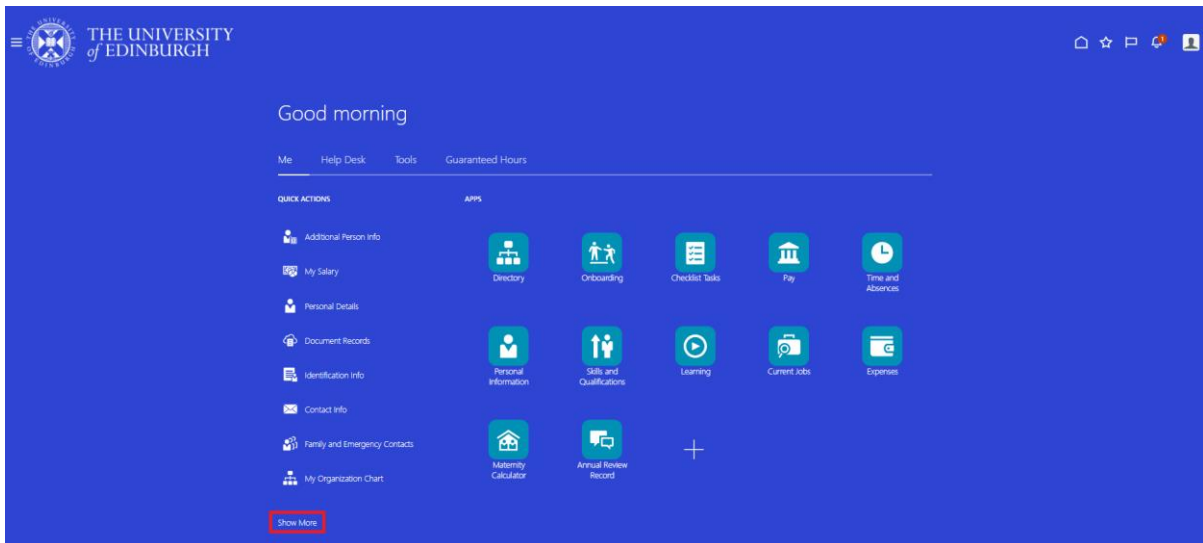 THE UNIVERSITY
of EDINBURGH
1
Good morning
Me
Help Desk
Tools
Guaranteed Hours
QUICK ACTIONS
Additional Person Info
My Salary
Personal Details
Document Records
Identification Info
Contact Info
Family and Emergency Contacts
My Organization Chart
Show More
APPS
Directory
Onboarding
Checklist Tasks
Pay
Time and
Absences
Personal
Information
Skills and
Qualifications
Learning
Current Jobs
Expenses
Maternity
Calculator
Annual Review
Record